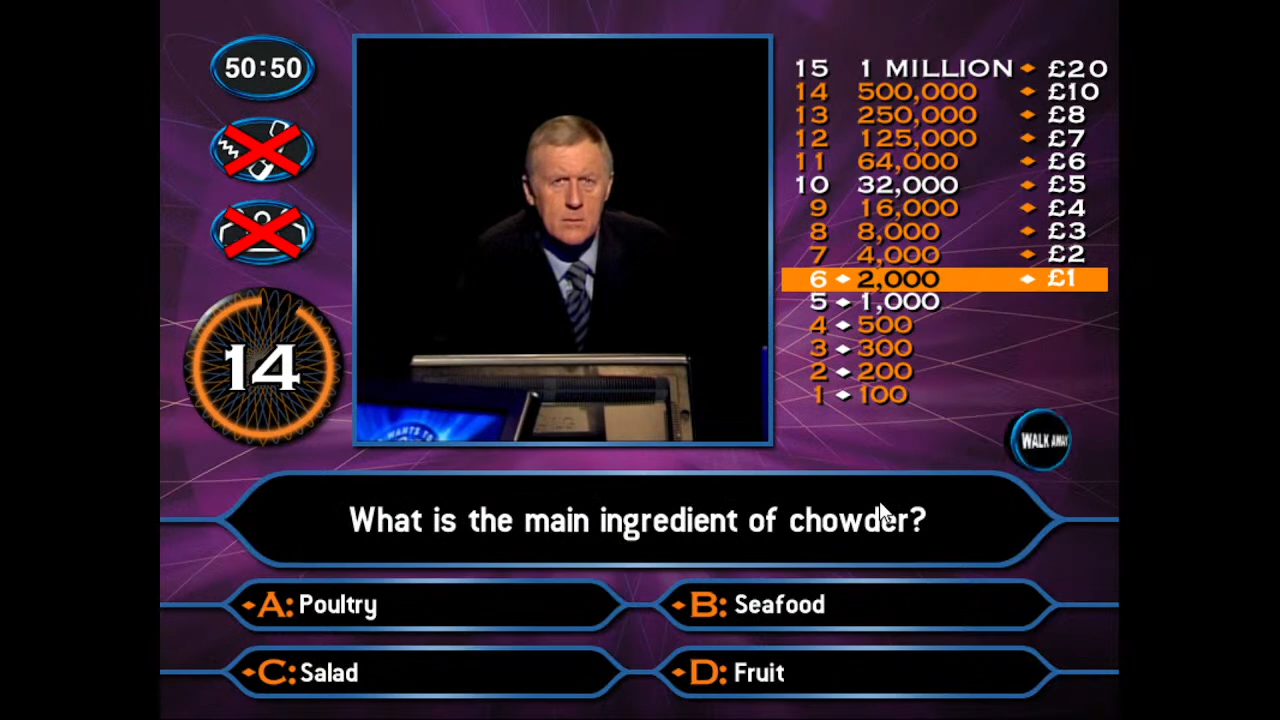 50:50
14
15 1 MILLION £20
14 500,000 £10
13 250,000 £8
12 125,000 £7
11 64,000 £6
10 32,000 £5
9 16,000 £4
8 8,000 £3
7 4,000 £2
6 2,000 £1
5 1,000
4 500
3 300
2 200
1 100
WALK AWAY
WANTS TO
What is the main ingredient of chowder?
A: Poultry
B: Seafood
C: Salad
D: Fruit